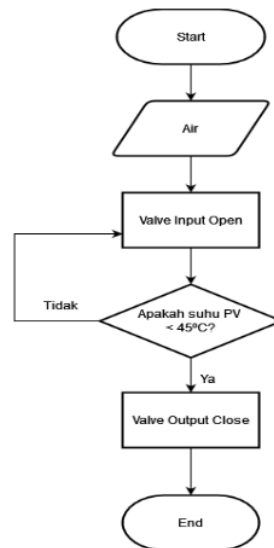 Start
Air
Valve Input Open
Tidak
Apakah suhu PV
< 45ºC?
Ya
Valve Output Close
End